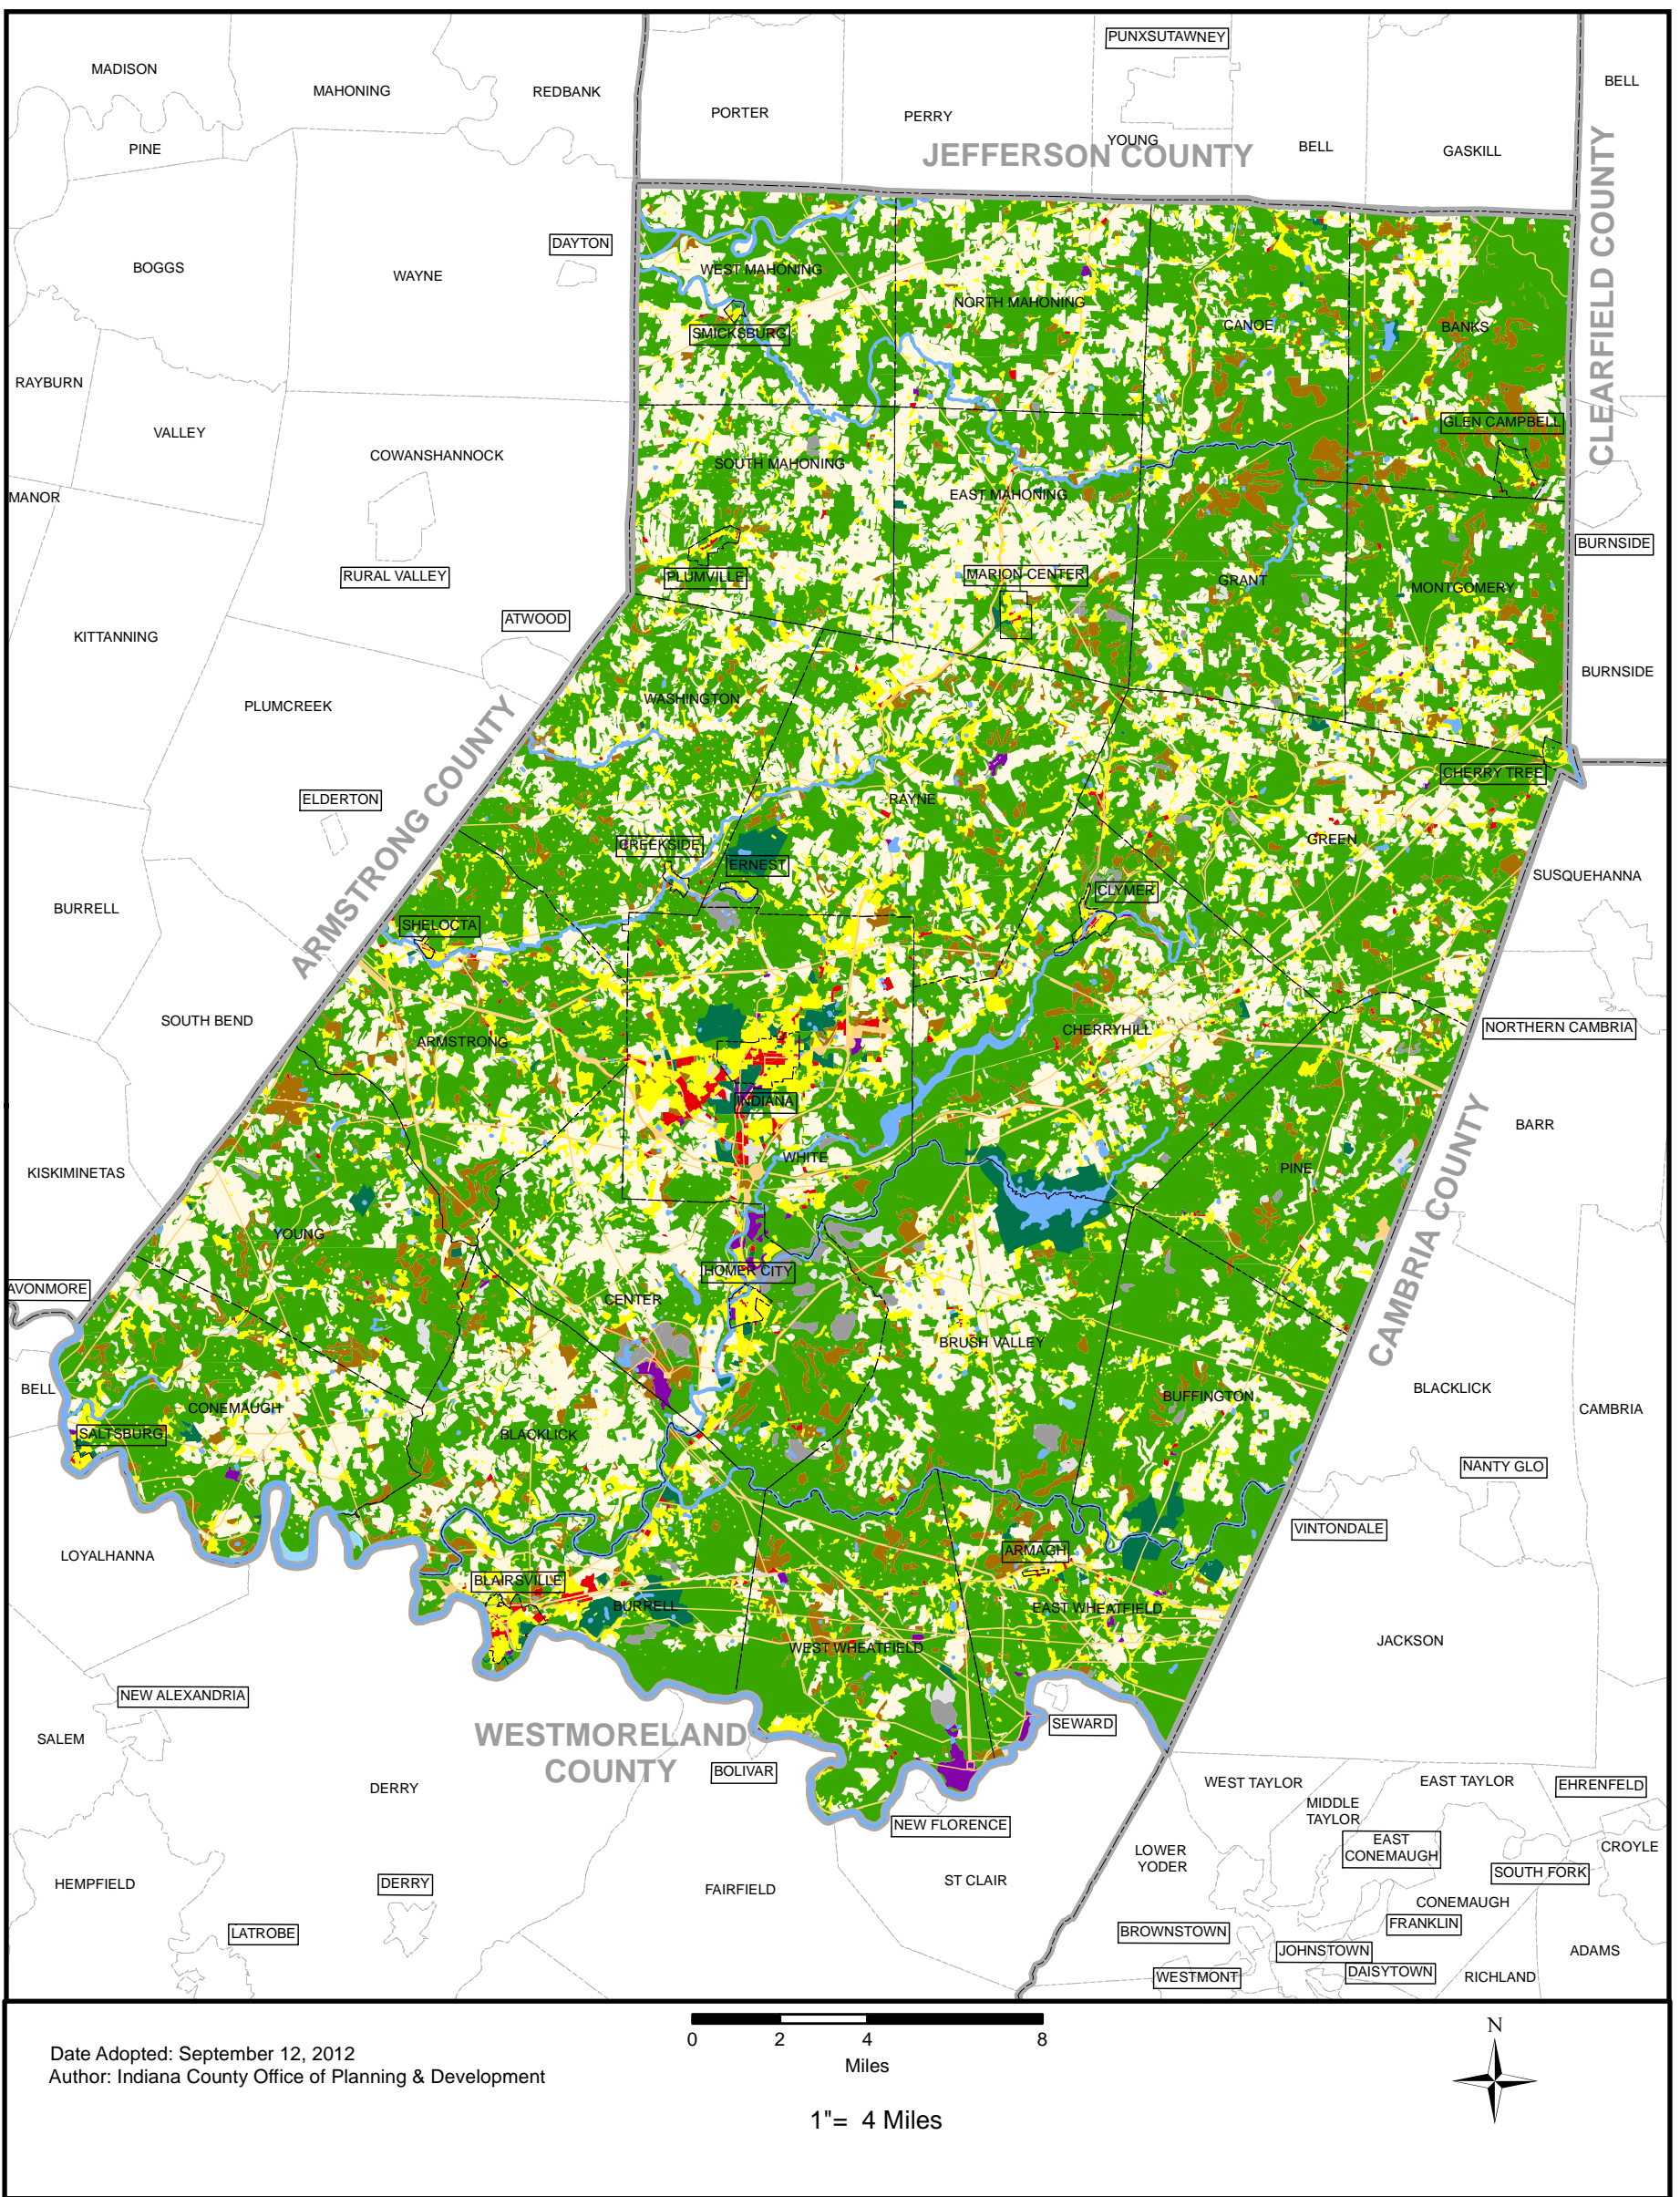 PUNXSUTAWNEY
MADISON
MAHONING
REDBANK
BELL
PORTER
PERRY
YOUNG
BELL
GASKILL
PINE
JEFFERSON COUNTY
CLEARFIELD COUNTY
DAYTON
BOGGS
WAYNE
WEST MAHONING
NORTH MAHONING
SMICKSBURG
CANOE
BANKS
RAYBURN
VALLEY
GLEN CAMPBELL
COWANSHANNOCK
SOUTH MAHONING
MANOR
EAST MAHONING
BURNSIDE
RURAL VALLEY
PLUMVILLE
MARION CENTER
GRANT
MONTGOMERY
ATWOOD
KITTANNING
BURNSIDE
WASHINGTON
PLUMCREEK
ARMSTRONG COUNTY
CHERRY TREE
ELDERTON
RAYNE
GREEN
CREEKSIDE
ERNEST
SUSQUEHANNA
CLYMER
BURRELL
SHELOCTA
SOUTH BEND
NORTHERN CAMBRIA
CHERRYHILL
ARMSTRONG
INDIANA
BARR
WHITE
PINE
KISKIMINETAS
CAMBRIA COUNTY
YOUNG
HOMER CITY
AVONMORE
CENTER
BRUSH VALLEY
BELL
BLACKLICK
BUFFINGTON
CONEMAUGH
CAMBRIA
SALTSBURG
BLACKLICK
NANTY GLO
VINTONDALE
LOYALHANNA
ARMAGH
BLAIRSVILLE
BURRELL
EAST WHEATFIELD
WEST WHEATFIELD
JACKSON
NEW ALEXANDRIA
SEWARD
WESTMORELAND
COUNTY
SALEM
BOLIVAR
DERRY
WEST TAYLOR
EAST TAYLOR
EHRENFELD
MIDDLE
TAYLOR
NEW FLORENCE
EAST
CONEMAUGH
CROYLE
LOWER
YODER
SOUTH FORK
ST CLAIR
HEMPFIELD
DERRY
FAIRFIELD
CONEMAUGH
FRANKLIN
LATROBE
BROWNSTOWN
JOHNSTOWN
ADAMS
DAISYTOWN
WESTMONT
RICHLAND
0 2 4 8
Miles
1"= 4 Miles
N
Date Adopted: September 12, 2012
Author: Indiana County Office of Planning & Development